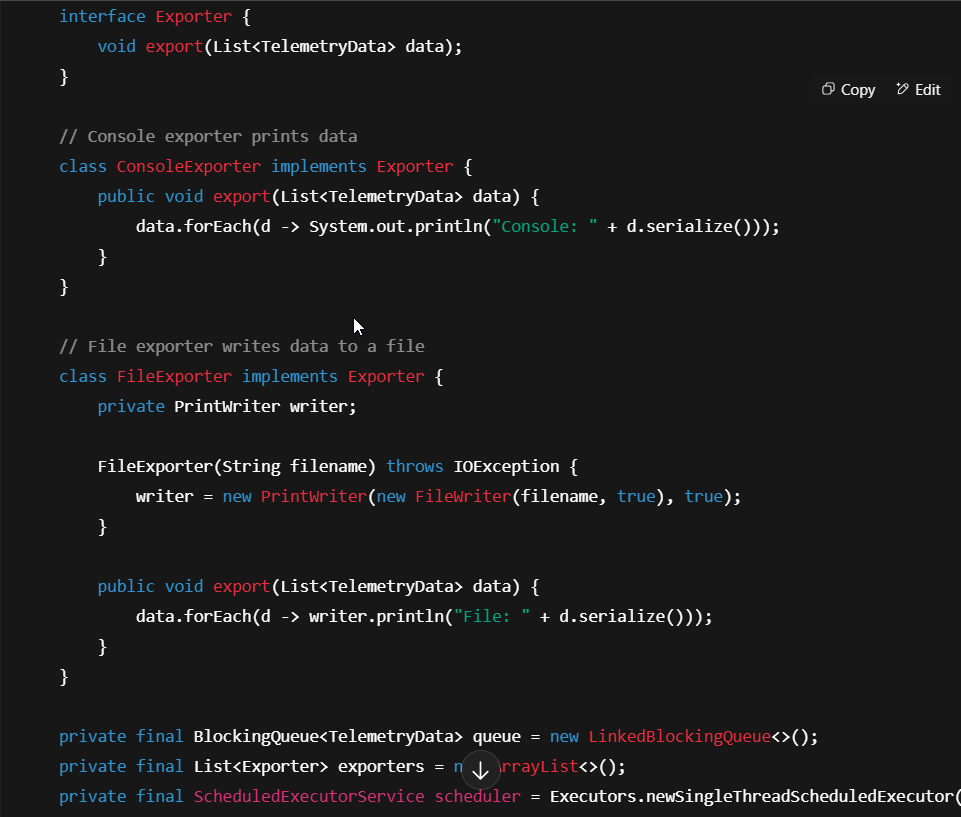 interface Exporter {
    void export(List<TelemetryData> data);
}
Copy Edit
// Console exporter prints data
class ConsoleExporter implements Exporter {
    public void export(List<TelemetryData> data) {
        data.forEach(d -> System.out.println("Console: " + d.serialize()));
    }
}
// File exporter writes data to a file
class FileExporter implements Exporter {
    private PrintWriter writer;
    FileExporter(String filename) throws IOException {
        writer = new PrintWriter(new FileWriter(filename, true), true);
    }
    public void export(List<TelemetryData> data) {
        data.forEach(d -> writer.println("File: " + d.serialize()));
    }
}
private final BlockingQueue<TelemetryData> queue = new LinkedBlockingQueue<>();
private final List<Exporter> exporters = rrayList<>();
private final ScheduledExecutorService scheduler = Executors.newSingleThreadScheduledExecutor(